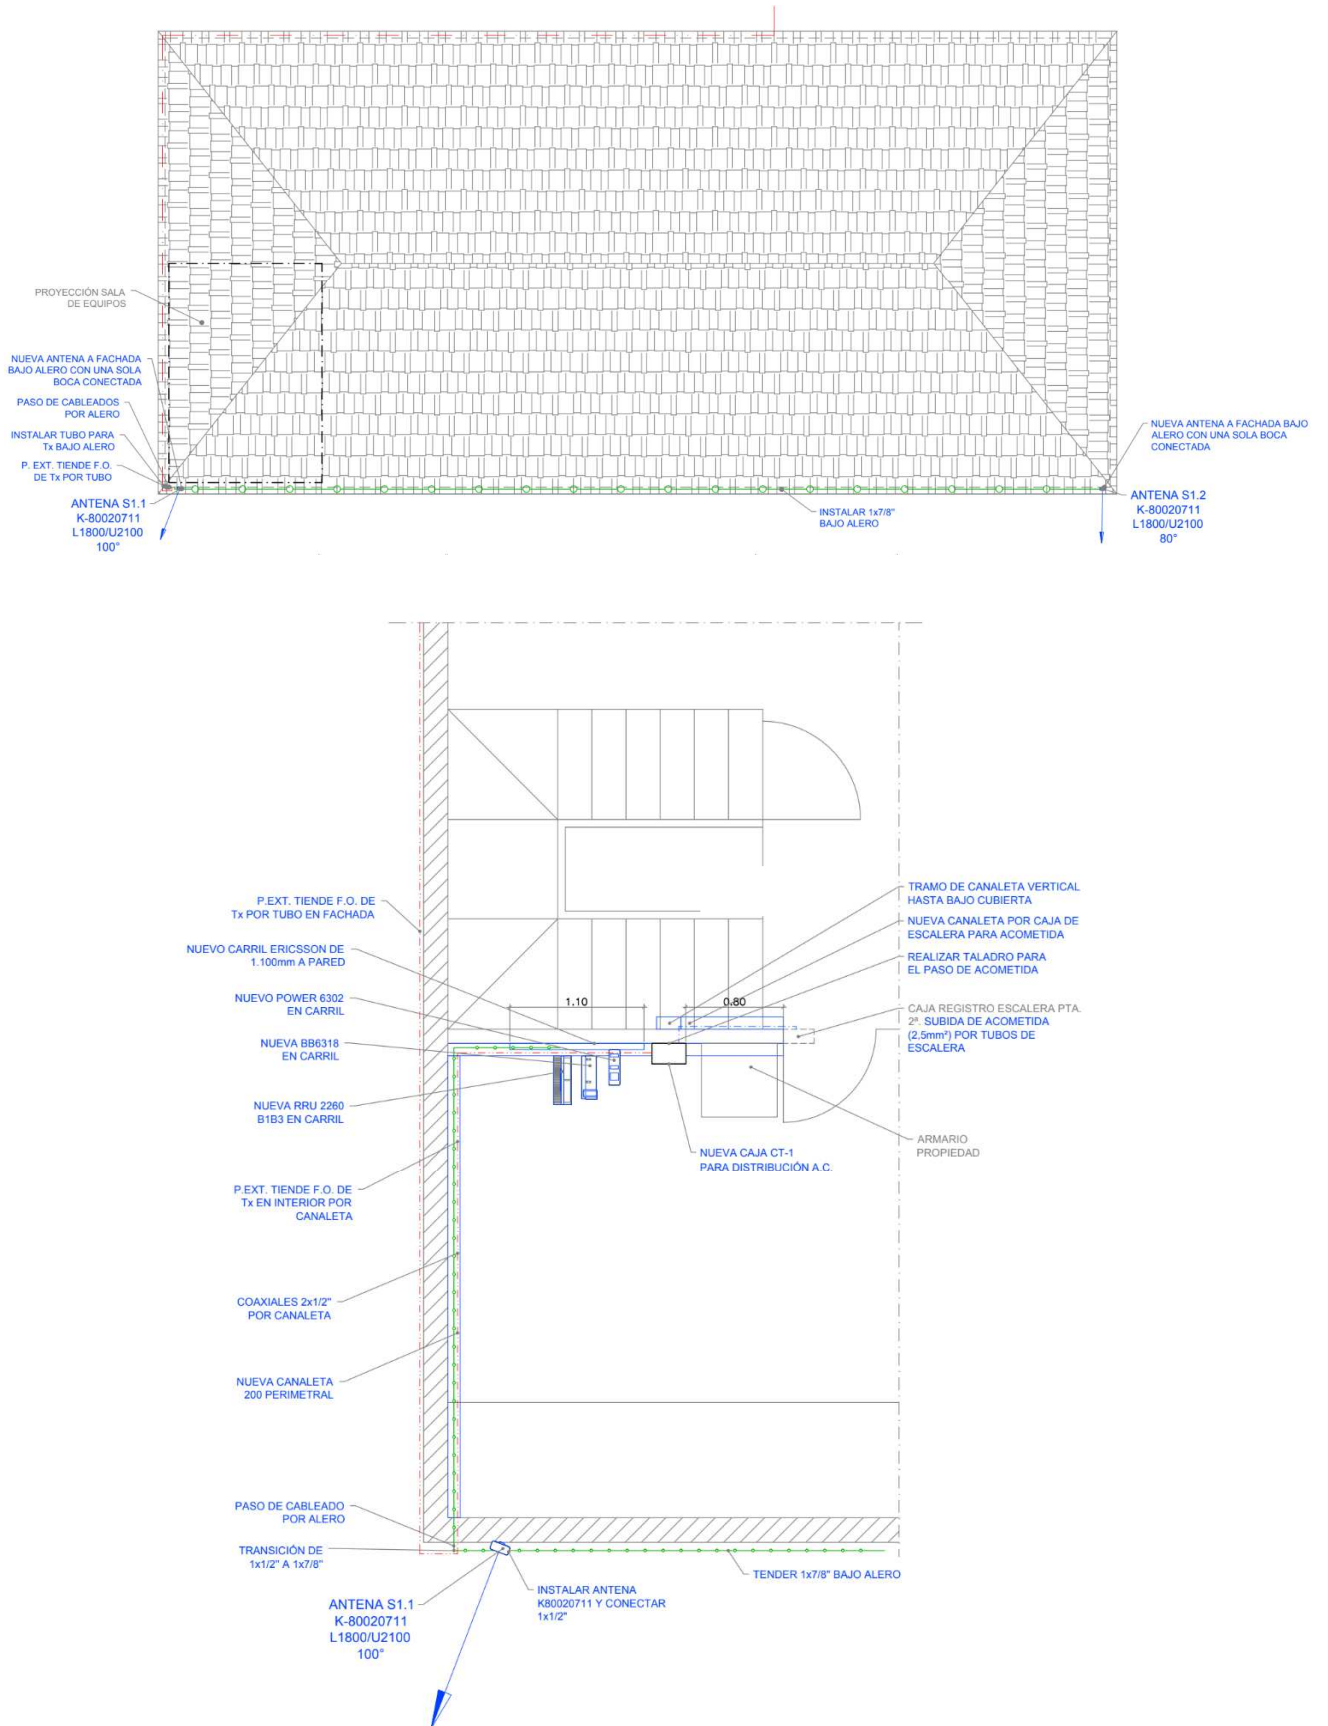 PROYECCIÓN SALA
DE EQUIPOS
NUEVA ANTENA A FACHADA
BAJO ALERO CON UNA SOLA
BOCA CONECTADA
PASO DE CABLEADOS
POR ALERO
INSTALAR TUBO PARA
Tx BAJO ALERO
P. EXT. TIENDE F.O.
DE Tx POR TUBO
ANTENA S1.1
K-80020711
L1800/U2100
100°
INSTALAR 1x7/8"
BAJO ALERO
NUEVA ANTENA A FACHADA BAJO
ALERO CON UNA SOLA BOCA
CONECTADA
ANTENA S1.2
K-80020711
L1800/U2100
80°
P.EXT. TIENDE F.O. DE
Tx POR TUBO EN FACHADA
NUEVO CARRIL ERICSSON DE
1.100mm A PARED
NUEVO POWER 6302
EN CARRIL
NUEVA BB6318
EN CARRIL
NUEVA RRU 2260
B1B3 EN CARRIL
P.EXT. TIENDE F.O. DE
Tx EN INTERIOR POR
CANALETA
COAXIALES 2x1/2"
POR CANALETA
NUEVA CANALETA
200 PERIMETRAL
PASO DE CABLEADO
POR ALERO
TRANSICIÓN DE
1x1/2" A 1x7/8"
ANTENA S1.1
K-80020711
L1800/U2100
100°
1.10
0.80
TRAMO DE CANALETA VERTICAL
HASTA BAJO CUBIERTA
NUEVA CANALETA POR CAJA DE
ESCALERA PARA ACOMETIDA
REALIZAR TALADRO PARA
EL PASO DE ACOMETIDA
CAJA REGISTRO ESCALERA PTA.
2ª. SUBIDA DE ACOMETIDA
(2,5mm²) POR TUBOS DE
ESCALERA
ARMARIO
PROPIEDAD
NUEVA CAJA CT-1
PARA DISTRIBUCIÓN A.C.
TENDER 1x7/8" BAJO ALERO
INSTALAR ANTENA
K80020711 Y CONECTAR
1x1/2"